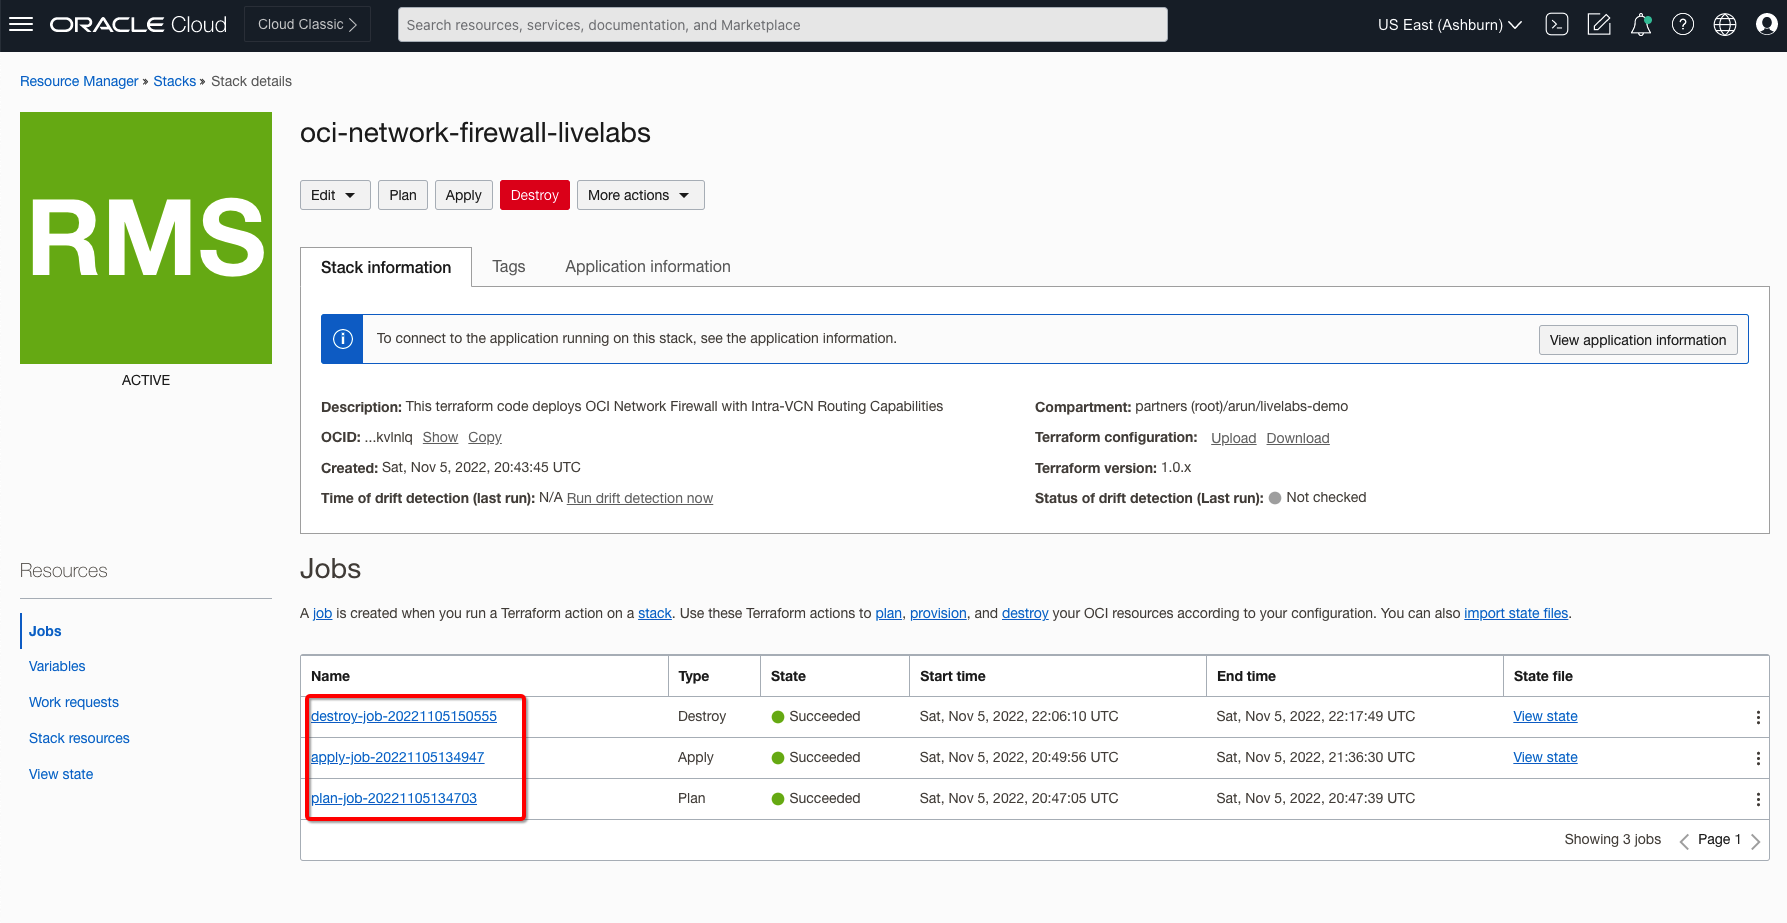 ORACLE Cloud
Cloud Classic
Search resources, services, documentation, and Marketplace
US East (Ashburn)
Resource Manager » Stacks » Stack details
RMS
ACTIVE
oci-network-firewall-livelabs
Edit
Plan
Apply
Destroy
More actions
Stack information
Tags
Application information
To connect to the application running on this stack, see the application information.
View application information
Description: This terraform code deploys OCI Network Firewall with Intra-VCN Routing Capabilities
OCID: ...kvlnlq Show Copy
Created: Sat, Nov 5, 2022, 20:43:45 UTC
Time of drift detection (last run): N/A Run drift detection now
Compartment: partners (root)/arun/livelabs-demo
Terraform configuration: Upload Download
Terraform version: 1.0.x
Status of drift detection (Last run): Not checked
Resources
Jobs
Variables
Work requests
Stack resources
View state
Jobs
A job is created when you run a Terraform action on a stack. Use these Terraform actions to plan, provision, and destroy your OCI resources according to your configuration. You can also import state files.
Name Type State Start time End time State file
destroy-job-20221105150555 Destroy Succeeded Sat, Nov 5, 2022, 22:06:10 UTC Sat, Nov 5, 2022, 22:17:49 UTC View state
apply-job-20221105134947 Apply Succeeded Sat, Nov 5, 2022, 20:49:56 UTC Sat, Nov 5, 2022, 21:36:30 UTC View state
plan-job-20221105134703 Plan Succeeded Sat, Nov 5, 2022, 20:47:05 UTC Sat, Nov 5, 2022, 20:47:39 UTC
Showing 3 jobs Page 1